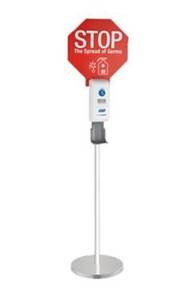 STOP
The Spread of Germs